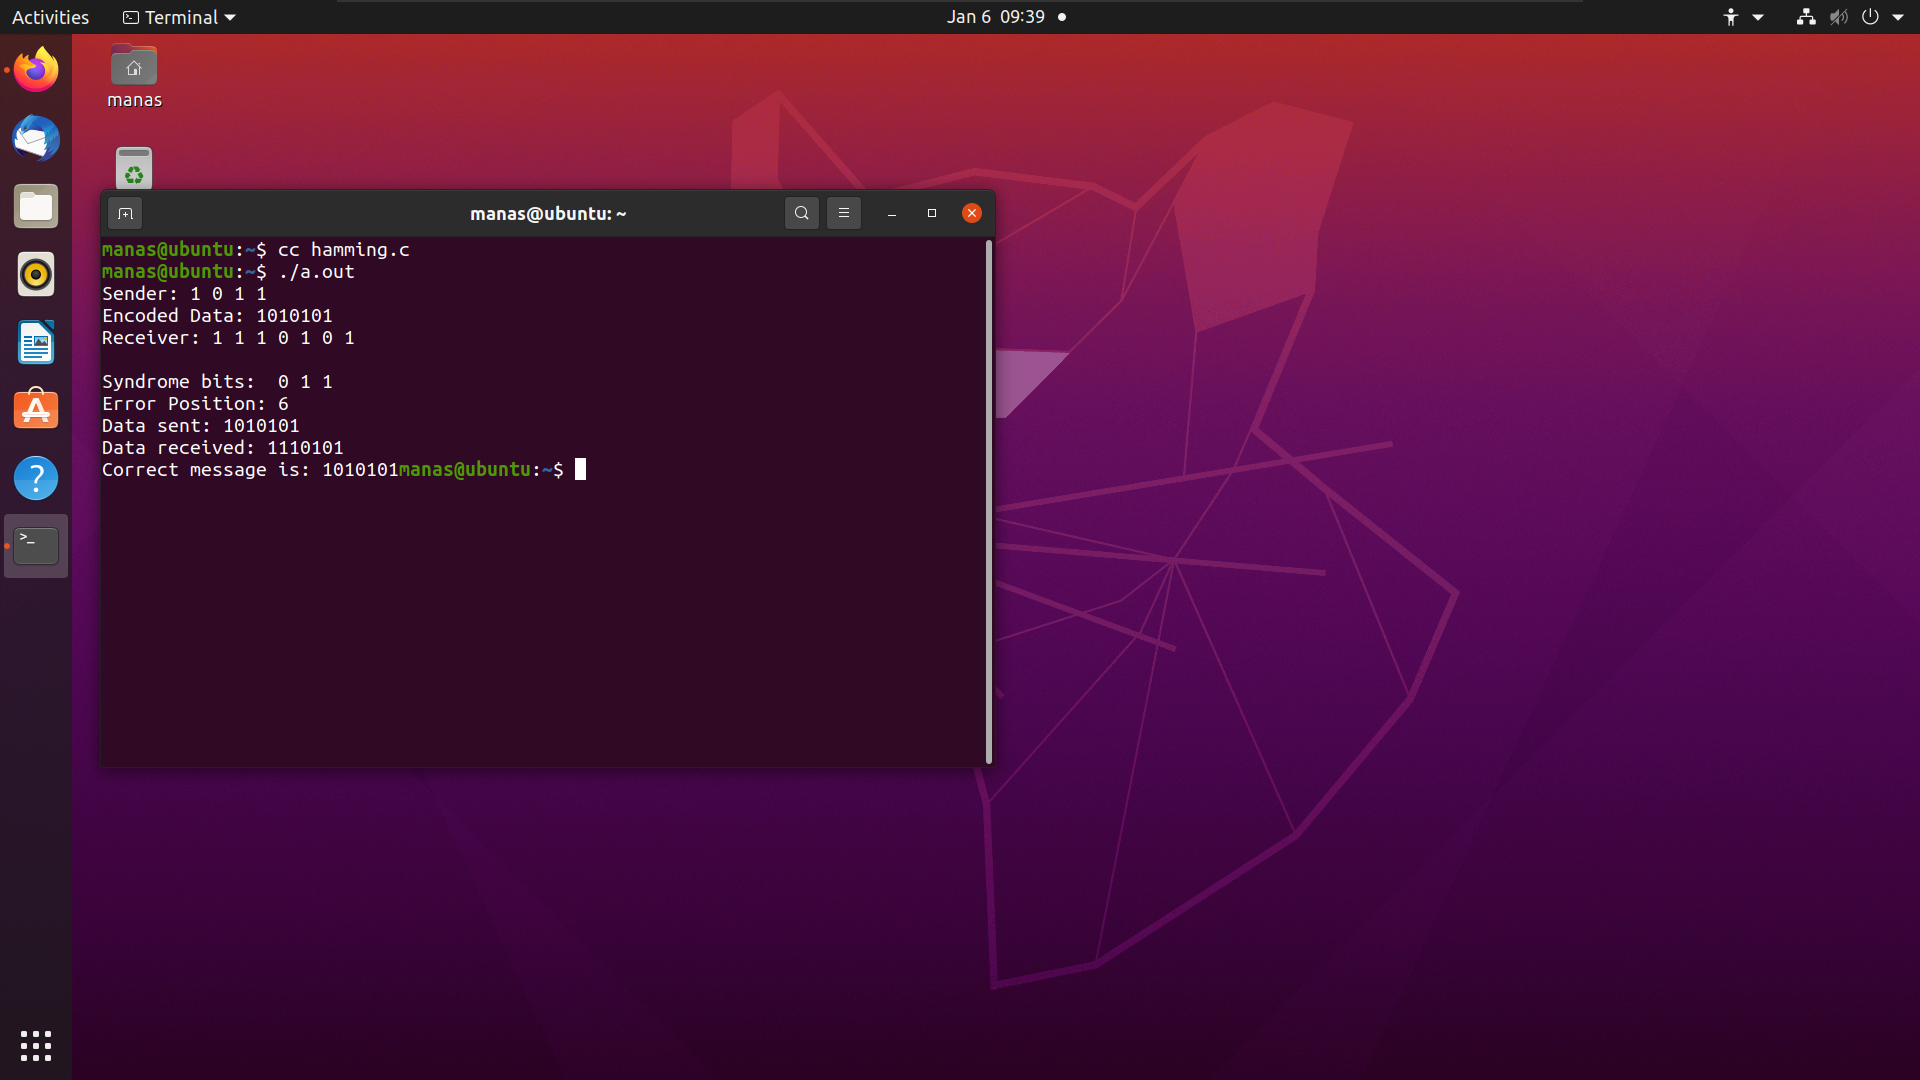 Activities
Terminal
Jan 6 09:39
manas
manas@ubuntu: ~
manas@ubuntu:~$ cc hamming.c
manas@ubuntu:~$ ./a.out
Sender: 1 0 1 1
Encoded Data: 1010101
Receiver: 1 1 1 0 1 0 1
Syndrome bits:  0 1 1
Error Position: 6
Data sent: 1010101
Data received: 1110101
Correct message is: 1010101manas@ubuntu:~$